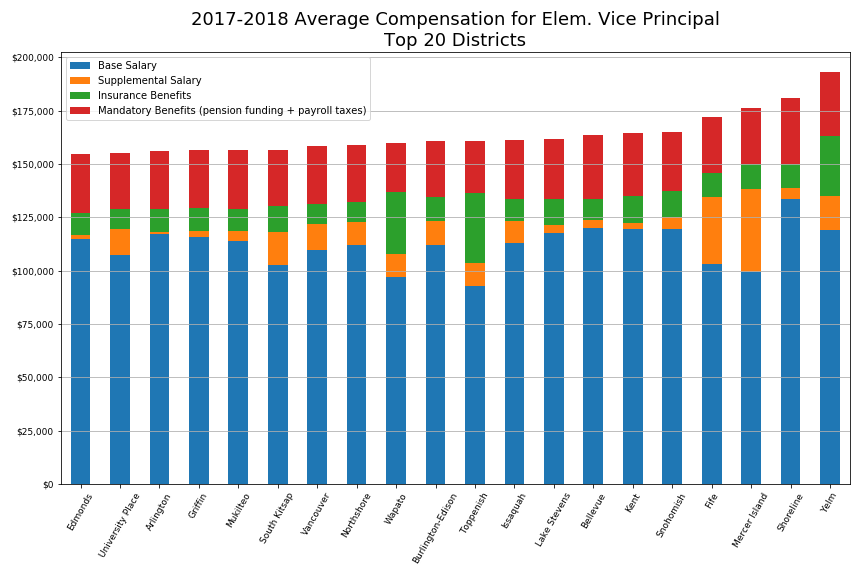 2017-2018 Average Compensation for Elem. Vice Principal
Top 20 Districts
$200,000
$175,000
$150,000
$125,000
$100,000
$75,000
$50,000
$25,000
$0
Base Salary
Supplemental Salary
Insurance Benefits
Mandatory Benefits (pension funding + payroll taxes)
Edmonds
University Place
Arlington
Griffin
Mukilteo
South Kitsap
Vancouver
Northshore
Wapato
Burlington-Edison
Toppenish
Issaquah
Lake Stevens
Bellevue
Kent
Snohomish
Fife
Mercer Island
Shoreline
Yelm